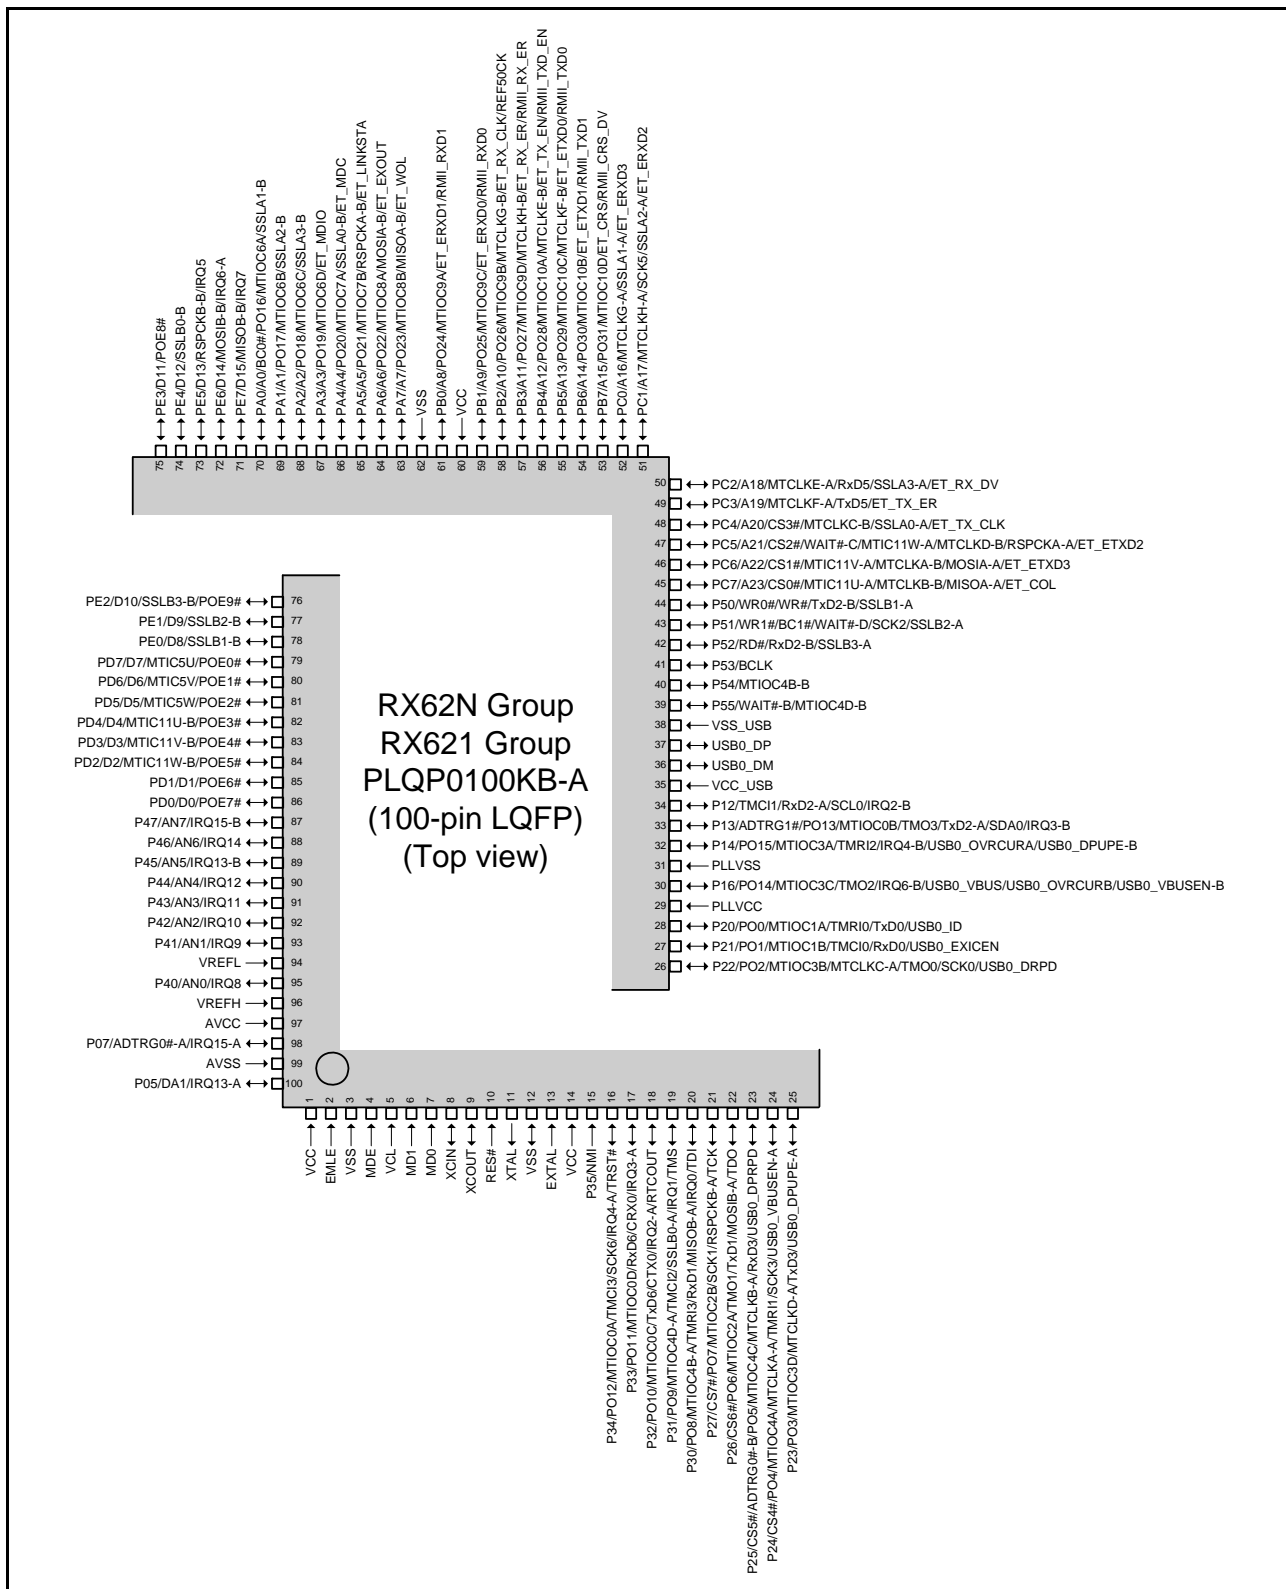 PE3/D11/POE8#
PE4/D12/SSLB0-B
PE5/D13/RSPCKB-B/IRQ5
PE6/D14/MOSIB-B/IRQ6-A
PE7/D15/MISOB-B/IRQ7
PA0/A0/BC0#/PO16/MTIOC6A/SSLA1-B
PA1/A1/PO17/MTIOC6B/SSLA2-B
PA2/A2/PO18/MTIOC6C/SSLA3-B
PA3/A3/PO19/MTIOC6D/ET_MDIO
PA4/A4/PO20/MTIOC7A/SSLA0-B/ET_MDC
PA5/A5/PO21/MTIOC7B/RSPCKA-B/ET_LINKSTA
PA6/A6/PO22/MTIOC8A/MOSIA-B/ET_EXOUT
PA7/A7/PO23/MTIOC8B/MISOA-B/ET_WOL
VSS
PB0/A8/PO24/MTIOC9A/ET_ERXD1/RMII_RXD1
VCC
PB1/A9/PO25/MTIOC9C/ET_ERXD0/RMII_RXD0
PB2/A10/PO26/MTIOC9B/MTCLKG-B/ET_RX_CLK/REF50CK
PB3/A11/PO27/MTIOC9D/MTCLKH-B/ET_RX_ER/RMII_RX_ER
PB4/A12/PO28/MTIOC10A/MTCLKE-B/ET_TX_EN/RMII_TXD_EN
PB5/A13/PO29/MTIOC10C/MTCLKF-B/ET_ETXD0/RMII_TXD0
PB6/A14/PO30/MTIOC10B/ET_ETXD1/RMII_TXD1
PB7/A15/PO31/MTIOC10D/ET_CRS/RMII_CRS_DV
PC0/A16/MTCLKG-A/SSLA1-A/ET_ERXD3
PC1/A17/MTCLKH-A/SCK5/SSLA2-A/ET_ERXD2
75 74 73 72 71 70 69 68 67 66 65 64 63 62 61 60 59 58 57 56 55 54 53 52 51
50 PC2/A18/MTCLKE-A/RxD5/SSLA3-A/ET_RX_DV
49 PC3/A19/MTCLKF-A/TxD5/ET_TX_ER
48 PC4/A20/CS3#/MTCLKC-B/SSLA0-A/ET_TX_CLK
47 PC5/A21/CS2#/WAIT#-C/MTIC11W-A/MTCLKD-B/RSPCKA-A/ET_ETXD2
46 PC6/A22/CS1#/MTIC11V-A/MTCLKA-B/MOSIA-A/ET_ETXD3
45 PC7/A23/CS0#/MTIC11U-A/MTCLKB-B/MISOA-A/ET_COL
44 P50/WR0#/WR#/TxD2-B/SSLB1-A
43 P51/WR1#/BC1#/WAIT#-D/SCK2/SSLB2-A
42 P52/RD#/RxD2-B/SSLB3-A
41 P53/BCLK
40 P54/MTIOC4B-B
39 P55/WAIT#-B/MTIOC4D-B
38 VSS_USB
37 USB0_DP
36 USB0_DM
35 VCC_USB
34 P12/TMCI1/RxD2-A/SCL0/IRQ2-B
33 P13/ADTRG1#/PO13/MTIOC0B/TMO3/TxD2-A/SDA0/IRQ3-B
32 P14/PO15/MTIOC3A/TMRI2/IRQ4-B/USB0_OVRCURA/USB0_DPUPE-B
31 PLLVSS
30 P16/PO14/MTIOC3C/TMO2/IRQ6-B/USB0_VBUS/USB0_OVRCURB/USB0_VBUSEN-B
29 PLLVCC
28 P20/PO0/MTIOC1A/TMRI0/TxD0/USB0_ID
27 P21/PO1/MTIOC1B/TMCI0/RxD0/USB0_EXICEN
26 P22/PO2/MTIOC3B/MTCLKC-A/TMO0/SCK0/USB0_DRPD
PE2/D10/SSLB3-B/POE9# 76
PE1/D9/SSLB2-B 77
PE0/D8/SSLB1-B 78
PD7/D7/MTIC5U/POE0# 79
PD6/D6/MTIC5V/POE1# 80
PD5/D5/MTIC5W/POE2# 81
PD4/D4/MTIC11U-B/POE3# 82
PD3/D3/MTIC11V-B/POE4# 83
PD2/D2/MTIC11W-B/POE5# 84
PD1/D1/POE6# 85
PD0/D0/POE7# 86
P47/AN7/IRQ15-B 87
P46/AN6/IRQ14 88
P45/AN5/IRQ13-B 89
P44/AN4/IRQ12 90
P43/AN3/IRQ11 91
P42/AN2/IRQ10 92
P41/AN1/IRQ9 93
VREFL 94
P40/AN0/IRQ8 95
VREFH 96
AVCC 97
P07/ADTRG0#-A/IRQ15-A 98
AVSS 99
P05/DA1/IRQ13-A 100
RX62N Group
RX621 Group
PLQP0100KB-A
(100-pin LQFP)
(Top view)
1 2 3 4 5 6 7 8 9 10 11 12 13 14 15 16 17 18 19 20 21 22 23 24 25
VCC
EMLE
VSS
MDE
VCL
MD1
MD0
XCIN
XCOUT
RES#
XTAL
VSS
EXTAL
VCC
P35/NMI
P34/PO12/MTIOC0A/TMCI3/SCK6/IRQ4-A/TRST#
P33/PO11/MTIOC0D/RxD6/CRX0/IRQ3-A
P32/PO10/MTIOC0C/TxD6/CTX0/IRQ2-A/RTCOUT
P31/PO9/MTIOC4D-A/TMCI2/SSLB0-A/IRQ1/TMS
P30/PO8/MTIOC4B-A/TMRI3/RxD1/MISOB-A/IRQ0/TDI
P27/CS7#/PO7/MTIOC2B/SCK1/RSPCKB-A/TCK
P26/CS6#/PO6/MTIOC2A/TMO1/TxD1/MOSIB-A/TDO
P25/CS5#/ADTRG0#-B/PO5/MTIOC4C/MTCLKB-A/RxD3/USB0_DPRPD
P24/CS4#/PO4/MTIOC4A/MTCLKA-A/TMRI1/SCK3/USB0_VBUSEN-A
P23/PO3/MTIOC3D/MTCLKD-A/TxD3/USB0_DPUPE-A